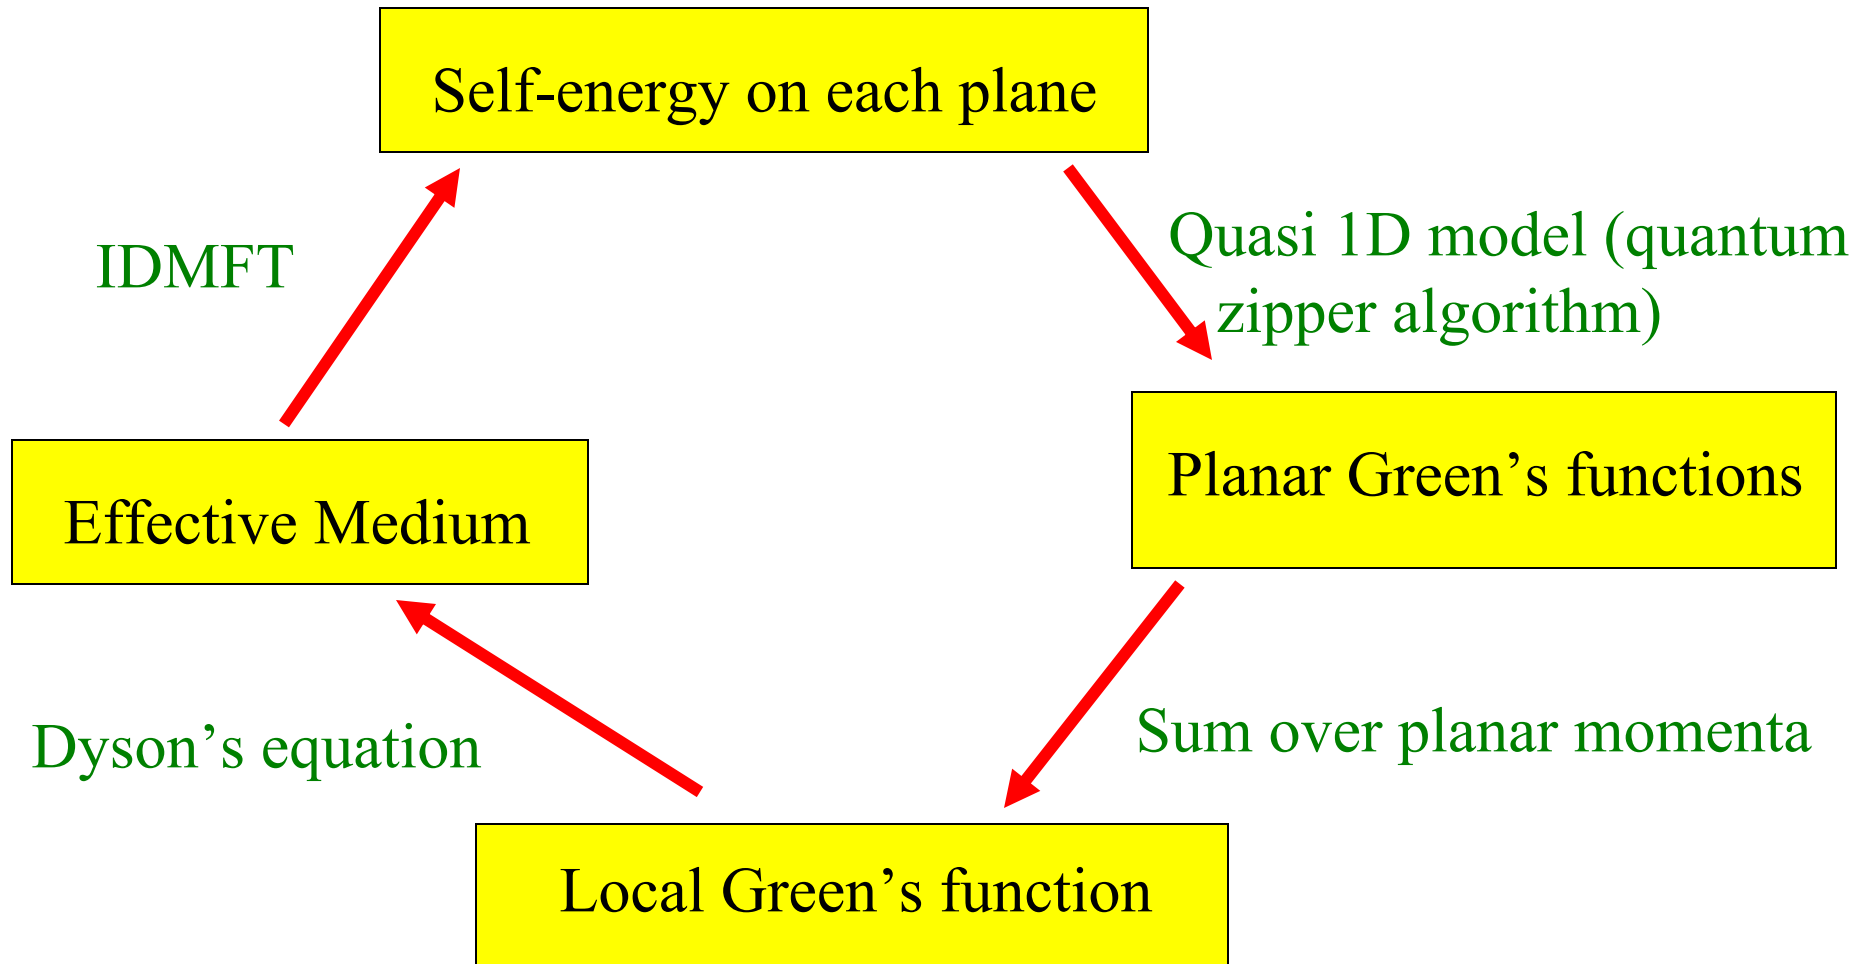 Self-energy on each plane
Quasi 1D model (quantum
zipper algorithm)
IDMFT
Planar Green’s functions
Effective Medium
Sum over planar momenta
Dyson’s equation
Local Green’s function